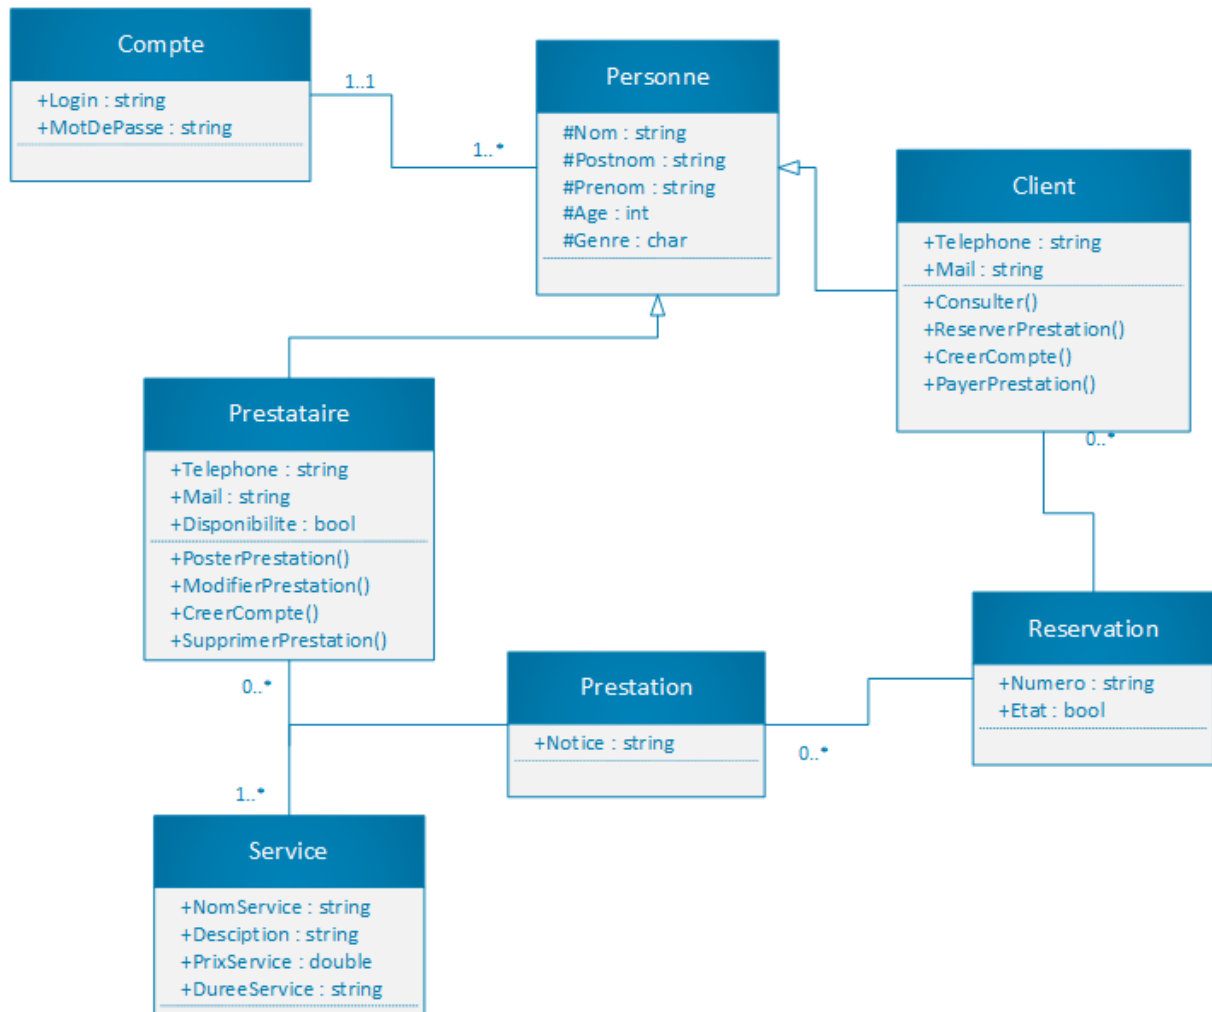 Compte
+Login : string
+MotDePasse : string
1..1
1..*
Personne
#Nom : string
#Postnom : string
#Prenom : string
#Age : int
#Genre : char
Client
+Telephone : string
+Mail : string
+Consulter()
+ReserverPrestation()
+CreerCompte()
+PayerPrestation()
0..*
Prestataire
+Telephone : string
+Mail : string
+Disponibilite : bool
+PosterPrestation()
+ModifierPrestation()
+CreerCompte()
+SupprimerPrestation()
0..*
1..*
Prestation
+Notice : string
0..*
Reservation
+Numero : string
+Etat : bool
Service
+NomService : string
+Desciption : string
+PrixService : double
+DureeService : string